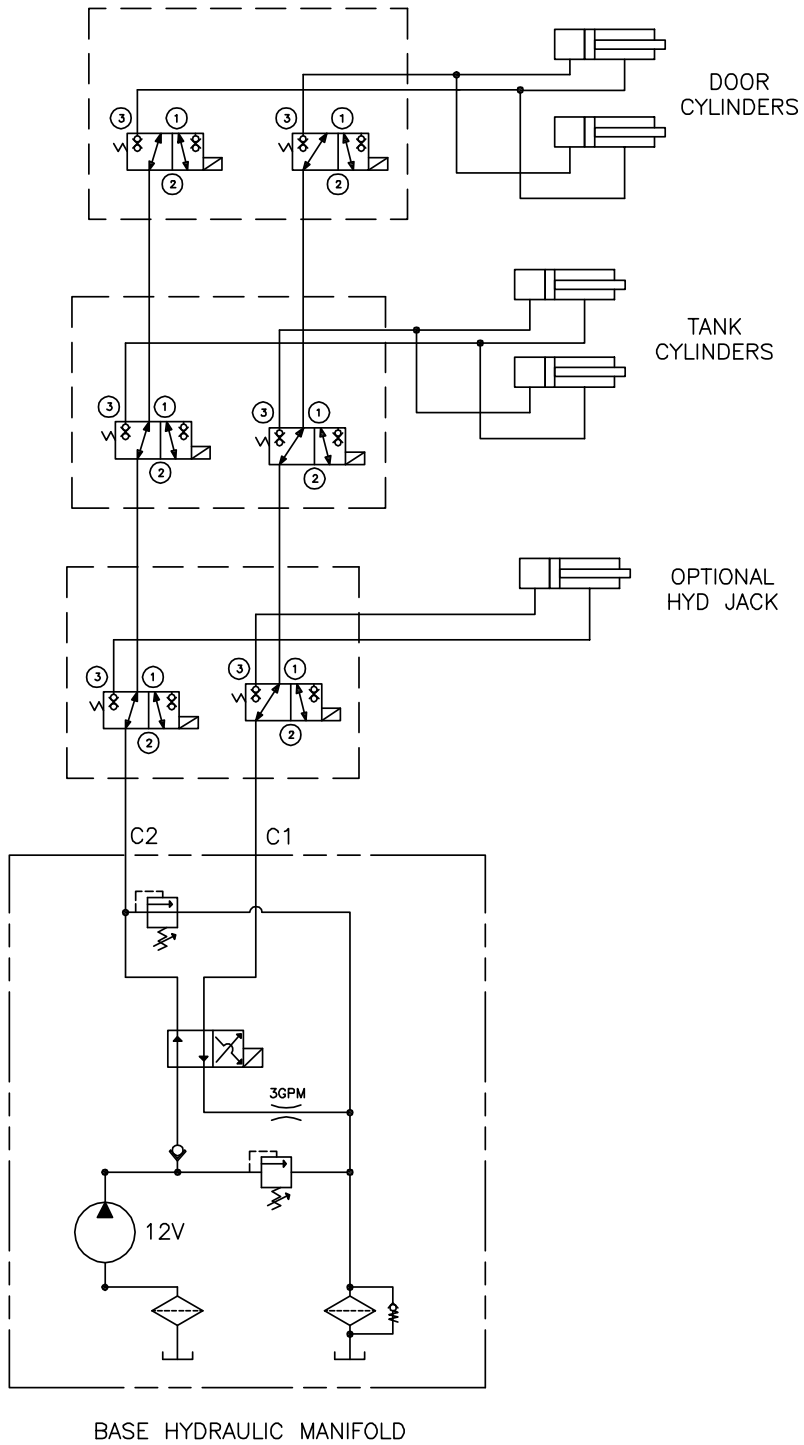 DOOR
CYLINDERS
3
1
3
1
2
2
TANK
CYLINDERS
3
1
3
1
2
2
OPTIONAL
HYD JACK
3
1
3
1
2
2
C2
C1
3GPM
12V
BASE HYDRAULIC MANIFOLD